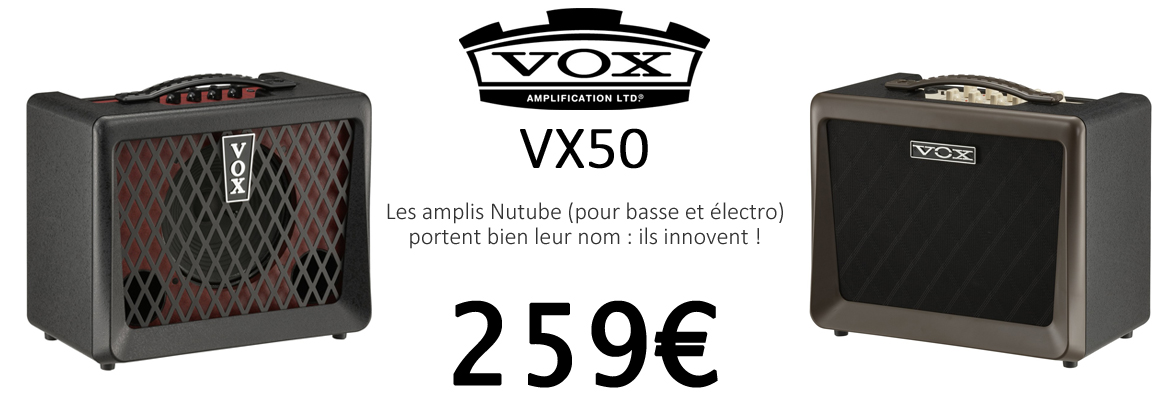 VOX
AMPLIFICATION LTD®
VX50
Les amplis Nutube (pour basse et électro)
portent bien leur nom : ils innovent !
259€
VOX
VOX